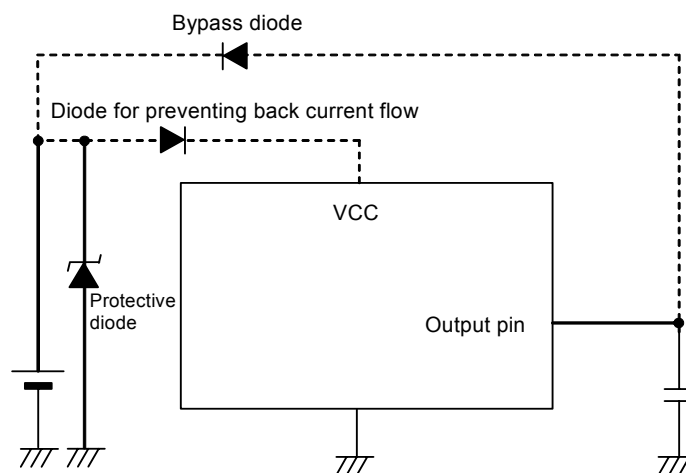 Bypass diode
Diode for preventing back current flow
VCC
Protective
diode
Output pin